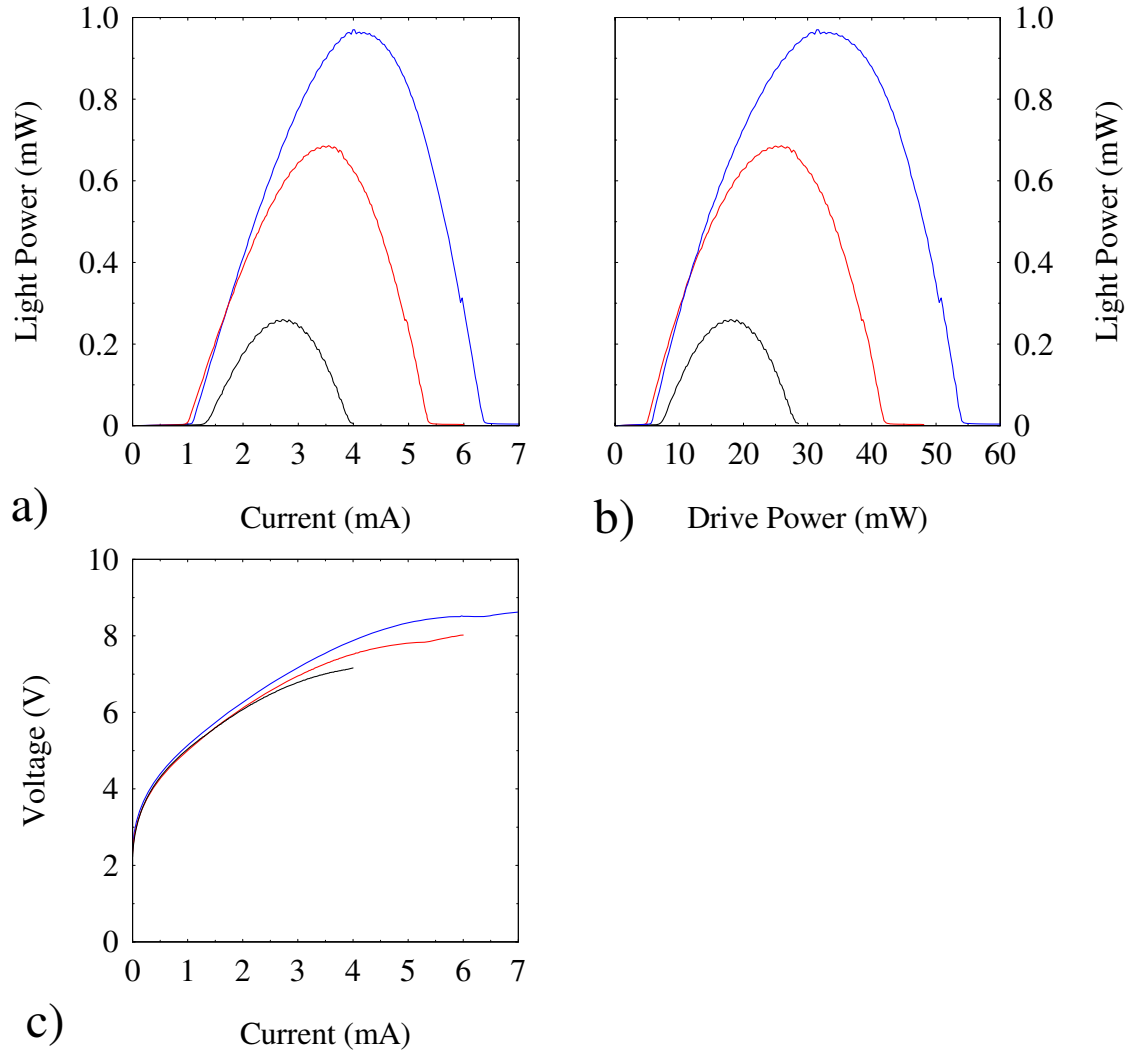 Light Power (mW)
1.0
0.8
0.6
0.4
0.2
0
0 1 2 3 4 5 6 7
a) Current (mA)
1.0
0.8
0.6
0.4
0.2
0
Light Power (mW)
0 10 20 30 40 50 60
b) Drive Power (mW)
Voltage (V)
10
8
6
4
2
0
0 1 2 3 4 5 6 7
c) Current (mA)